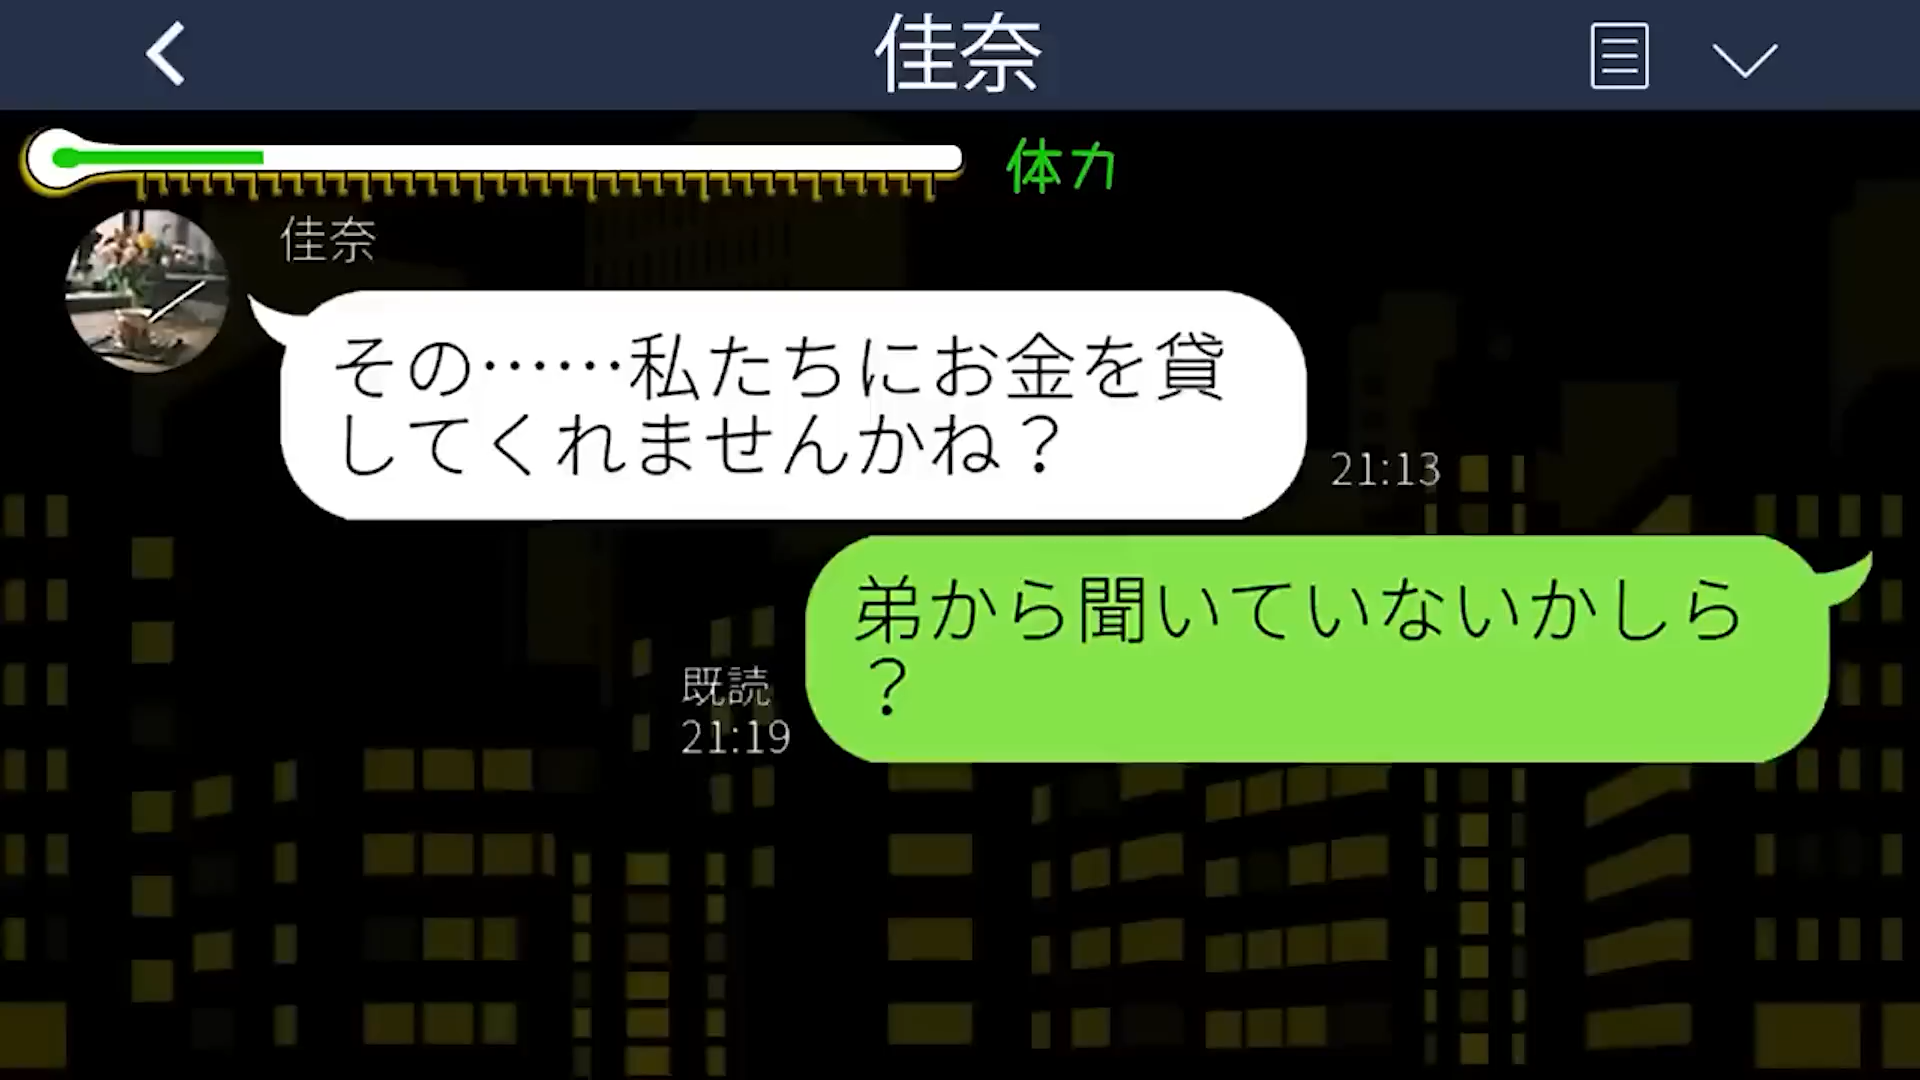 佳奈
体力
佳奈
その……私たちにお金を貸
してくれませんかね？
21:13
弟から聞いていないかしら
？
既読
21:19